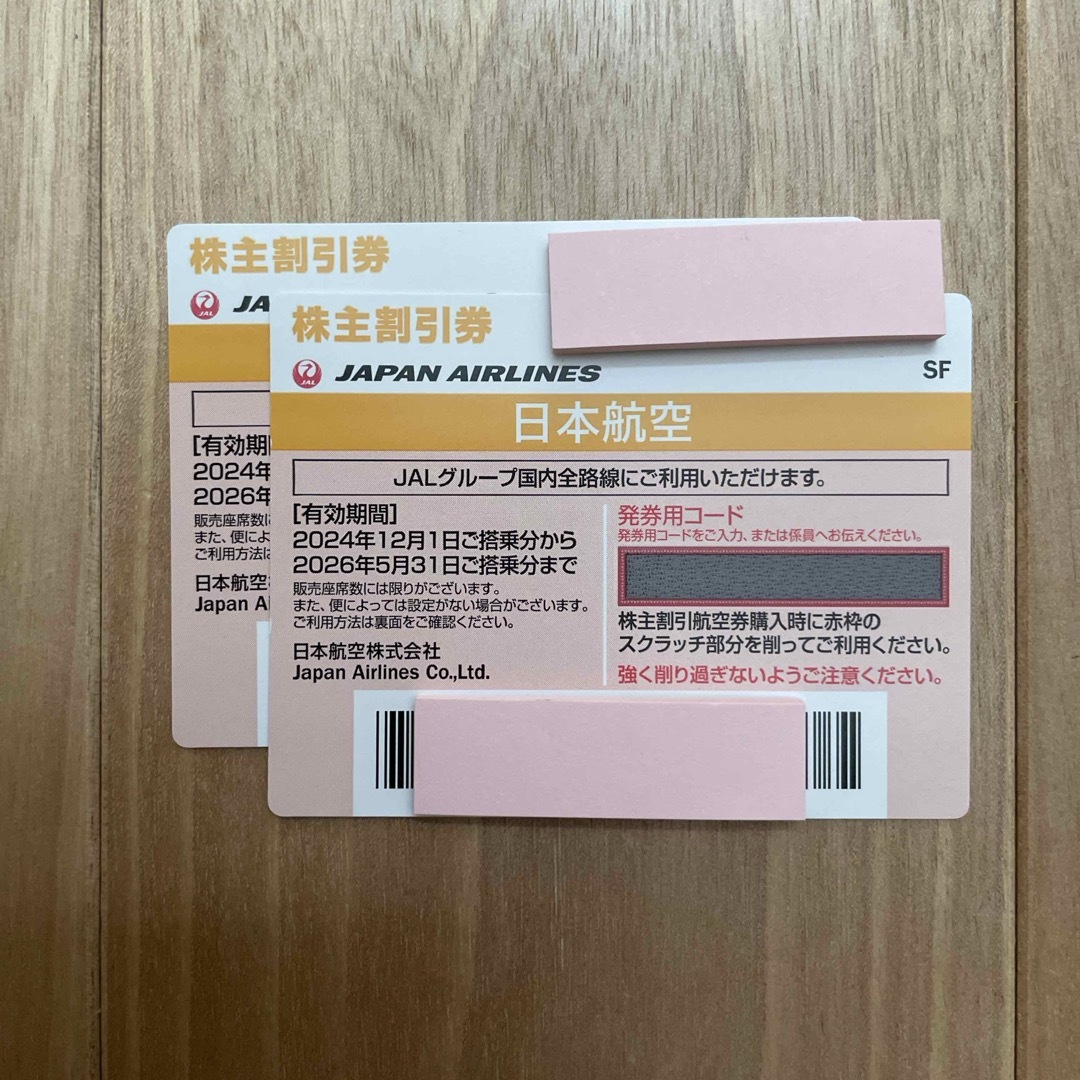 株主割引券
JA
[有効期
2024年
2026年
販売座席数に
また、便によ
ご利用方法は
日本航空
Japan Ai
株主割引券
JAL
JAPAN AIRLINES
SF
日本航空
JALグループ国内全路線にご利用いただけます。
[有効期間]
2024年12月1日ご搭乗分から
2026年5月31日ご搭乗分まで
販売座席数には限りがございます。
また、便によっては設定がない場合がございます。
ご利用方法は裏面をご確認ください。
日本航空株式会社
Japan Airlines Co.,Ltd.
発券用コード
発券用コードをご入力、または係員へお伝えください。
株主割引航空券購入時に赤枠の
スクラッチ部分を削ってご利用ください。
強く削り過ぎないようご注意ください。